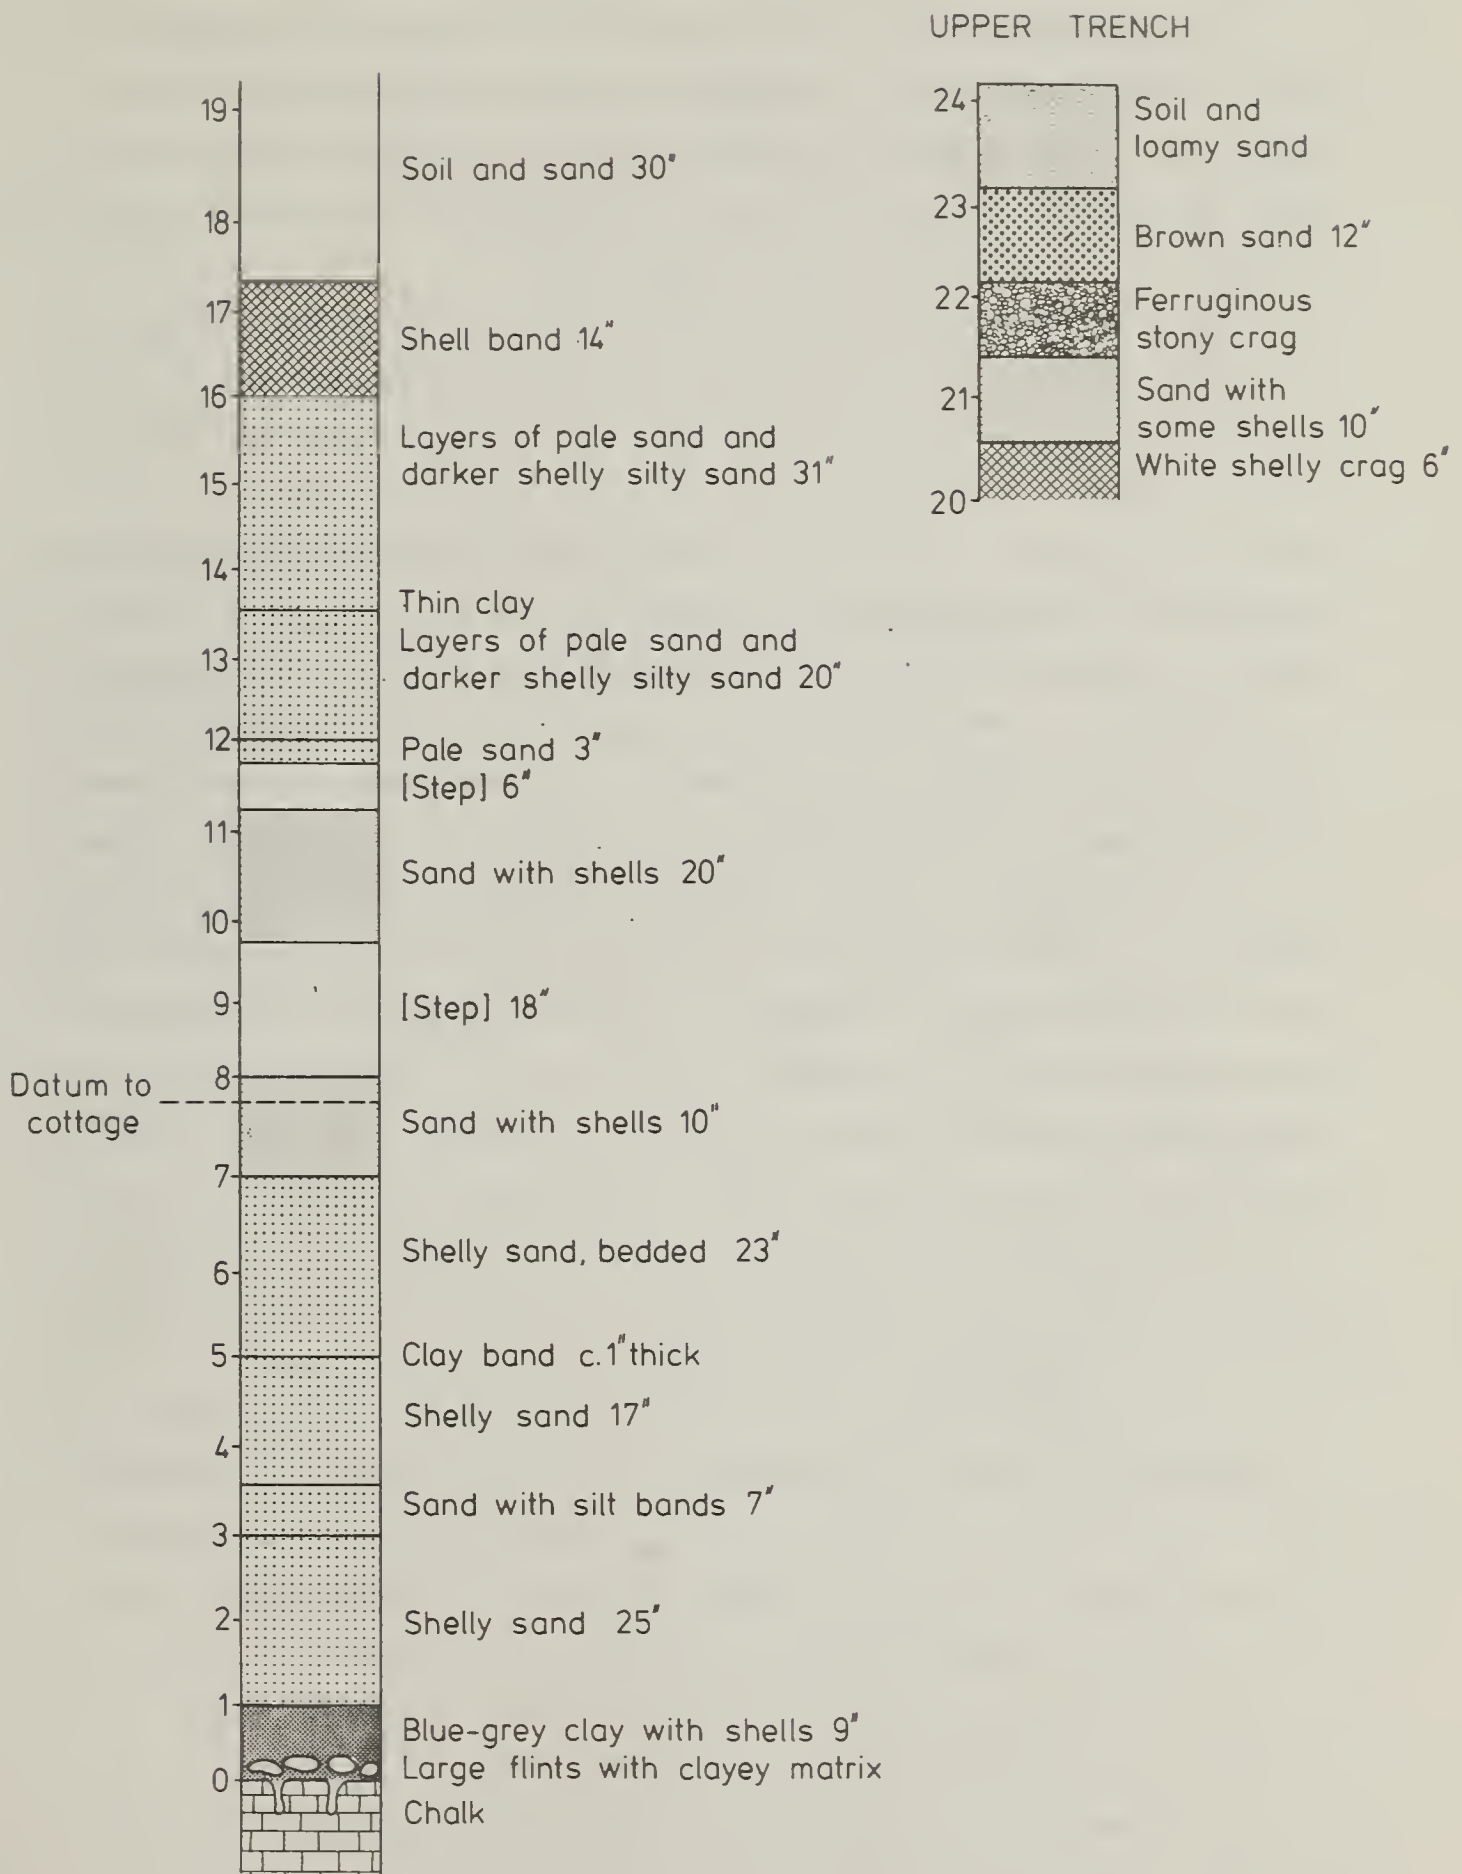 UPPER TRENCH
24
Soil and
loamy sand
23
Brown sand 12"
22
Ferruginous
stony crag
21
Sand with
some shells 10"
White shelly crag 6"
20
19
Soil and sand 30"
18
17
Shell band 14"
16
Layers of pale sand and
15
darker shelly silty sand 31"
14
Thin clay
Layers of pale sand and
13
darker shelly silty sand 20"
12
Pale sand 3"
[Step] 6"
11
Sand with shells 20"
10
9
[Step] 18"
8
Datum to
cottage
Sand with shells 10"
7
Shelly sand, bedded 23"
6
5
Clay band c.1" thick
Shelly sand 17"
4
Sand with silt bands 7"
3
2
Shelly sand 25"
1
Blue-grey clay with shells 9"
Large flints with clayey matrix
0
Chalk